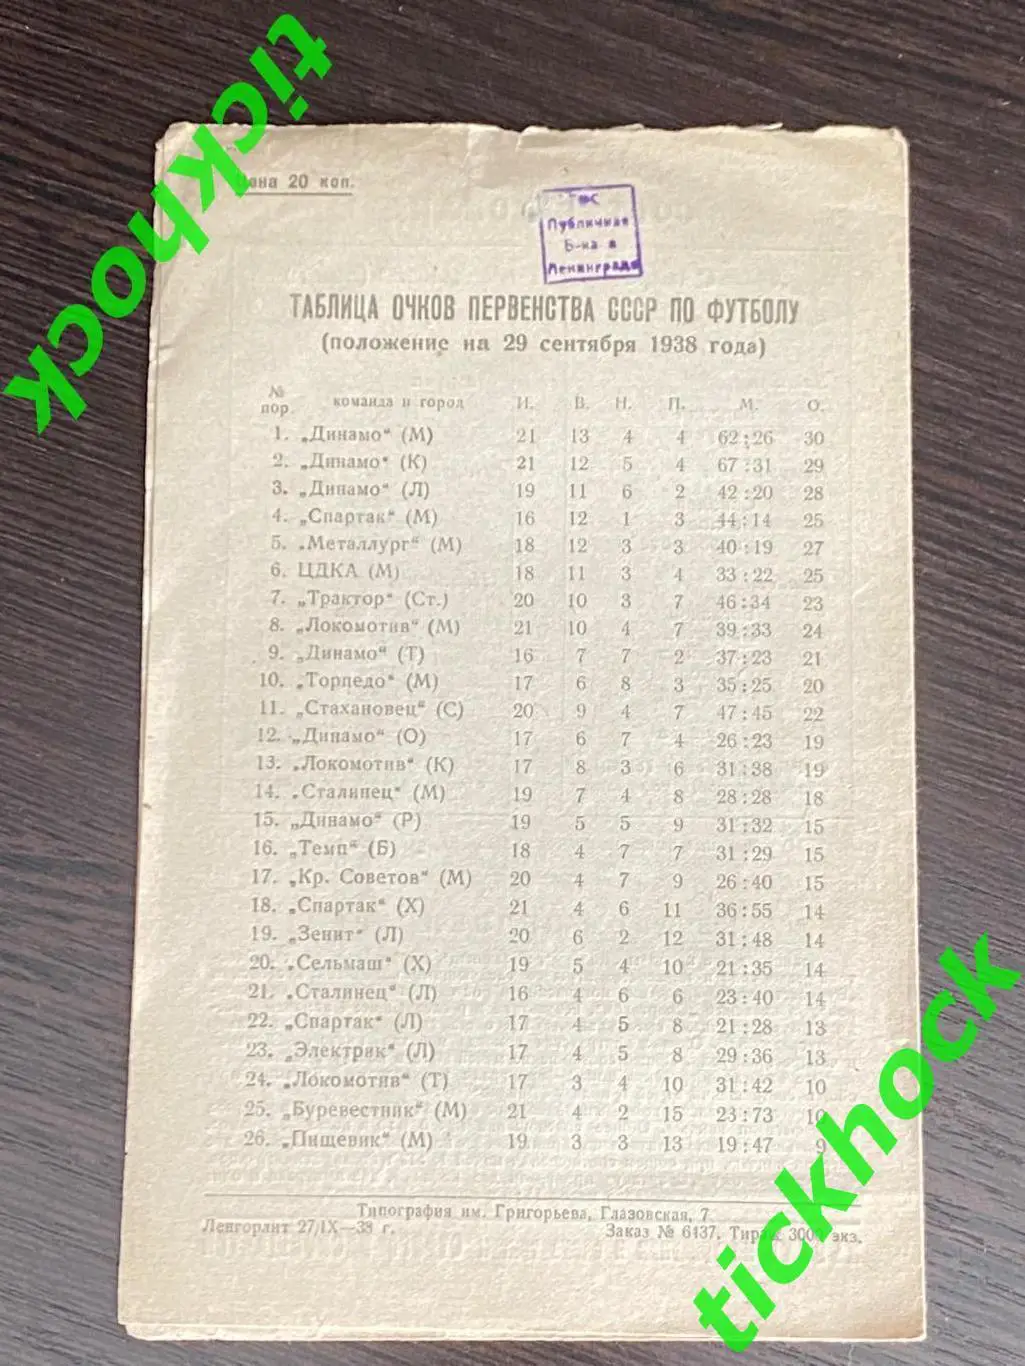 tickhock
Цена 20 коп.
ГФС
Публичная
Б-ка в
Ленинграде
ТАБЛИЦА ОЧКОВ ПЕРВЕНСТВА СССР ПО ФУТБОЛУ
(положение на 29 сентября 1938 года)
№ пор. команда и город И. В. Н. П. М. О.
1. „Динамо“ (М) 21 13 4 4 62:26 30
2. „Динамо“ (К) 21 12 5 4 67:31 29
3. „Динамо“ (Л) 19 11 6 2 42:20 28
4. „Спартак“ (М) 16 12 1 3 44:14 25
5. „Металлург“ (М) 18 12 3 3 40:19 27
6. ЦДКА (М) 18 11 3 4 33:22 25
7. „Трактор“ (Ст.) 20 10 3 7 46:34 23
8. „Локомотив“ (М) 21 10 4 7 39:33 24
9. „Динамо“ (Т) 16 7 7 2 37:23 21
10. „Торпедо“ (М) 17 6 8 3 35:25 20
11. „Стахановец“ (С) 20 9 4 7 47:45 22
12. „Динамо“ (О) 17 6 7 4 26:23 19
13. „Локомотив“ (К) 17 8 3 6 31:38 19
14. „Сталинец“ (М) 19 7 4 8 28:28 18
15. „Динамо“ (Р) 19 5 5 9 31:32 15
16. „Темп“ (Б) 18 4 7 7 31:29 15
17. „Кр. Советов“ (М) 20 4 7 9 26:40 15
18. „Спартак“ (Х) 21 4 6 11 36:55 14
19. „Зенит“ (Л) 20 6 2 12 31:48 14
20. „Сельмаш“ (Х) 19 5 4 10 21:35 14
21. „Сталинец“ (Л) 16 4 6 6 23:40 14
22. „Спартак“ (Л) 17 4 5 8 21:28 13
23. „Электрик“ (Л) 17 4 5 8 29:36 13
24. „Локомотив“ (Т) 17 3 4 10 31:42 10
25. „Буревестник“ (М) 21 4 2 15 23:73 10
26. „Пищевик“ (М) 19 3 3 13 19:47 9
Типография им. Григорьева, Глазовская, 7
Ленгорлит 27/IX—38 г. Заказ № 6137. Тираж 3000 экз.
tickhock